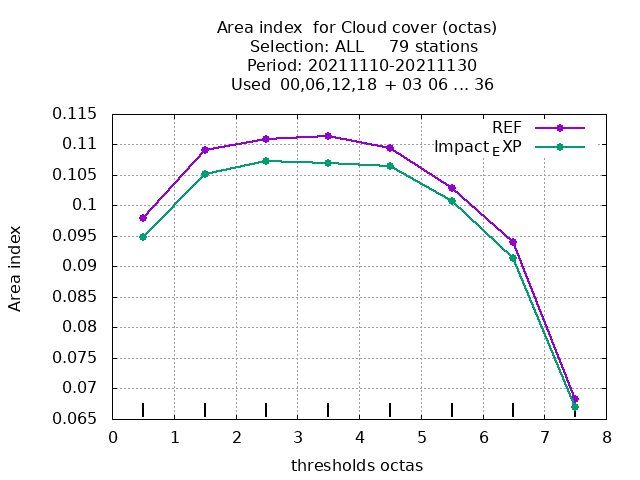 Area index  for Cloud cover (octas)
Selection: ALL     79 stations
Period: 20211110-20211130
Used  00,06,12,18  + 03 06 ... 36
REF
Impact_EXP
0.115
0.11
0.105
0.1
0.095
0.09
0.085
0.08
0.075
0.07
0.065
Area index
0 1 2 3 4 5 6 7 8
thresholds octas